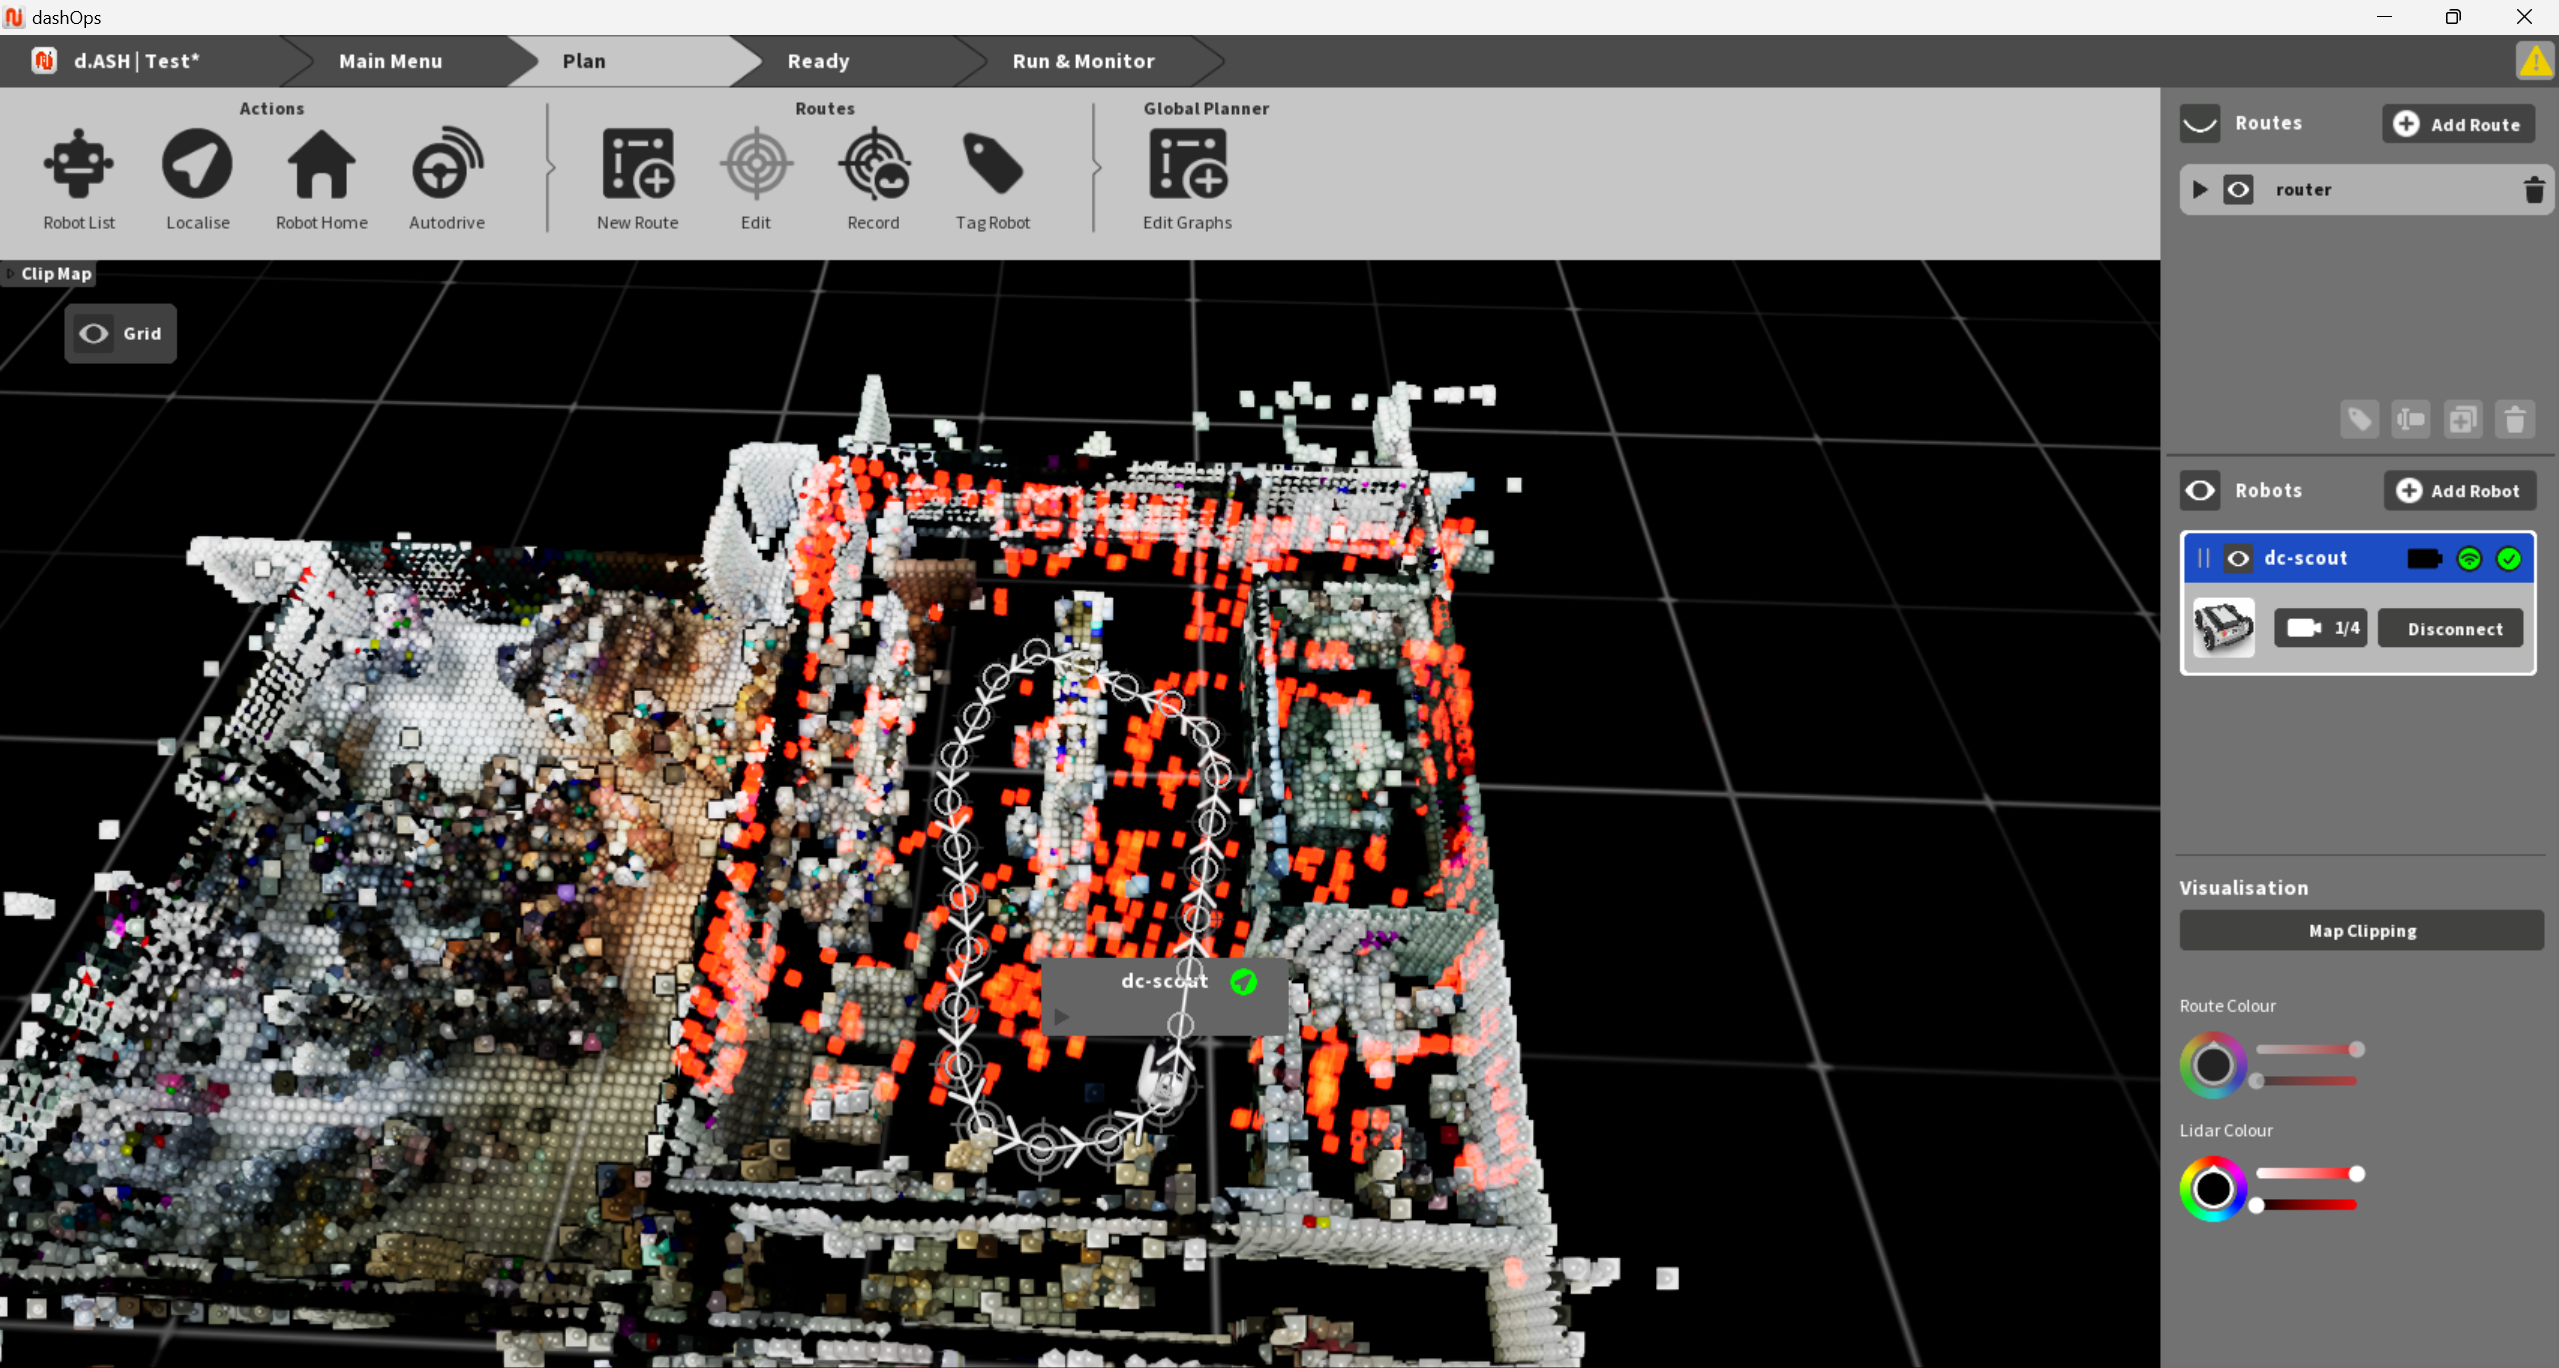 dashOps
d.ASH | Test*
Main Menu
Plan
Ready
Run & Monitor
Actions
Routes
Global Planner
Robot List
Localise
Robot Home
Autodrive
New Route
Edit
Record
Tag Robot
Edit Graphs
Clip Map
Grid
dc-scout
Routes
Add Route
router
Robots
Add Robot
dc-scout
1/4
Disconnect
Visualisation
Map Clipping
Route Colour
Lidar Colour